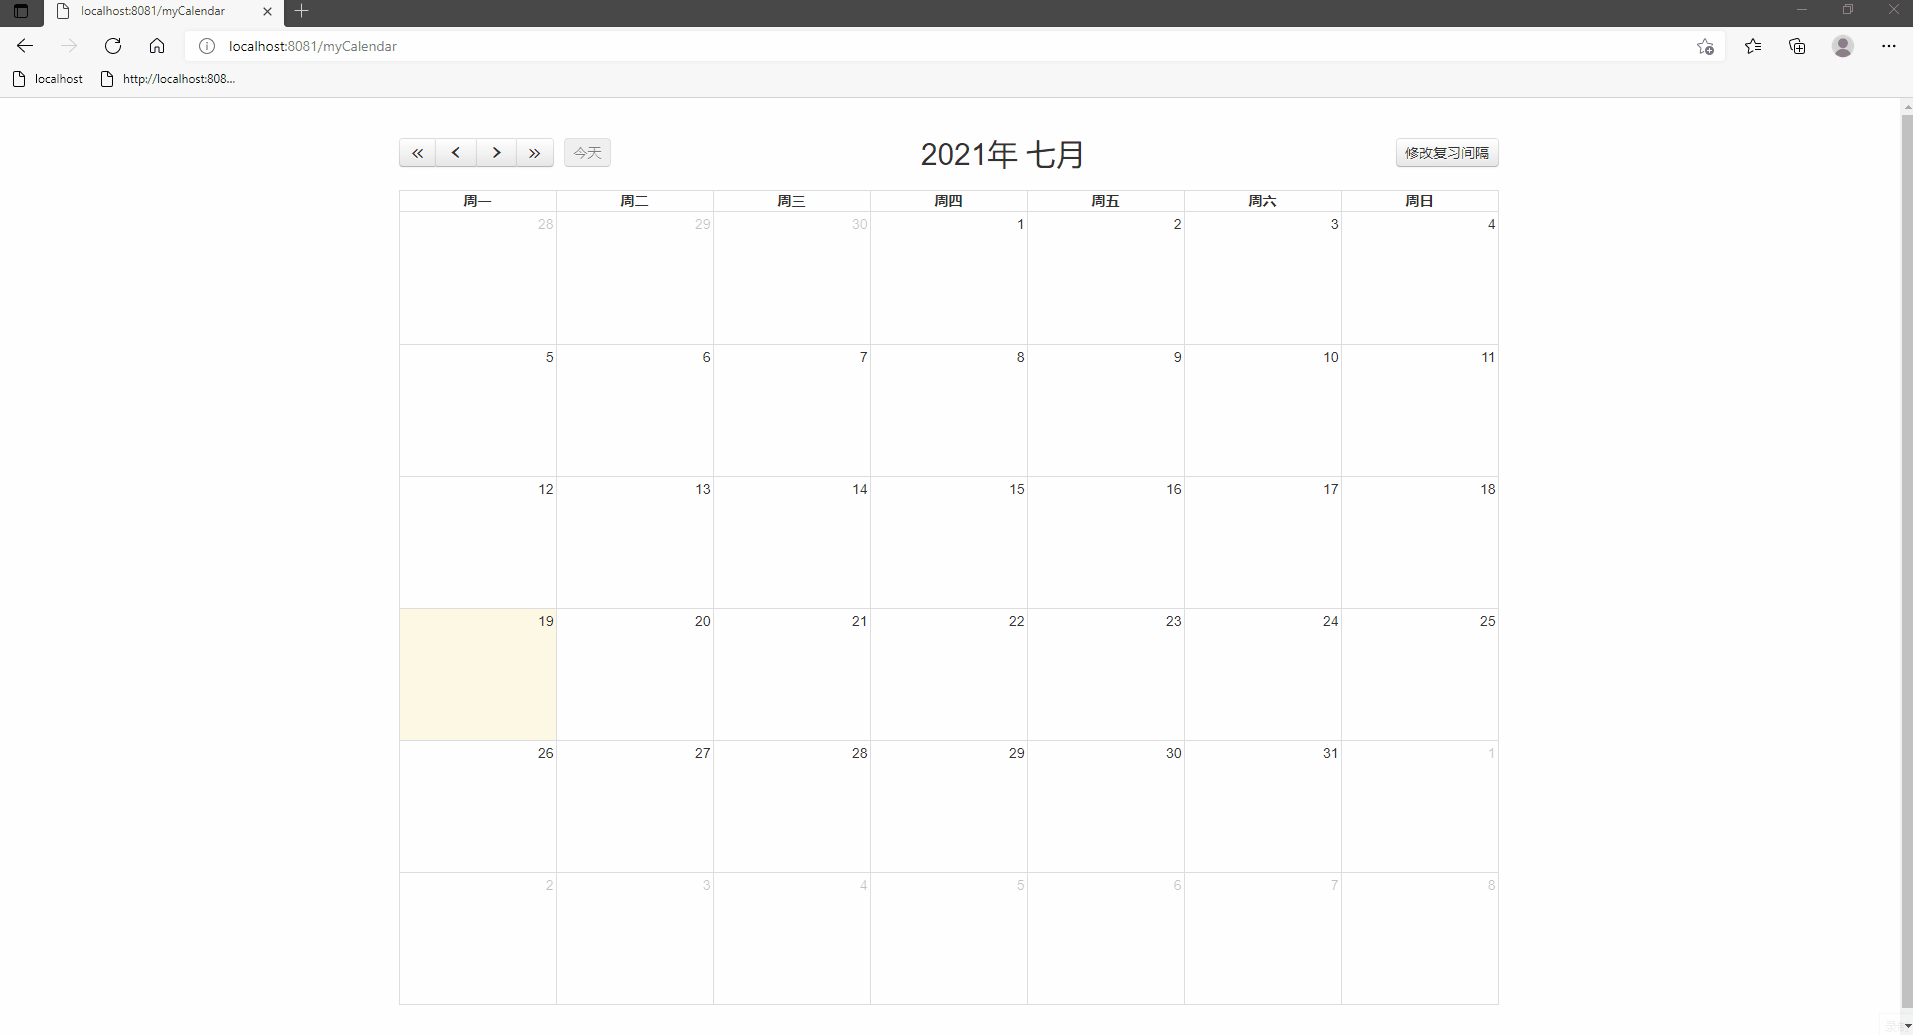 localhost:8081/myCalendar
localhost:8081/myCalendar
localhost http://localhost:808...
« < > » 今天 2021年 七月 修改复习间隔
周一 周二 周三 周四 周五 周六 周日
28 29 30 1 2 3 4
5 6 7 8 9 10 11
12 13 14 15 16 17 18
19 20 21 22 23 24 25
26 27 28 29 30 31 1
2 3 4 5 6 7 8